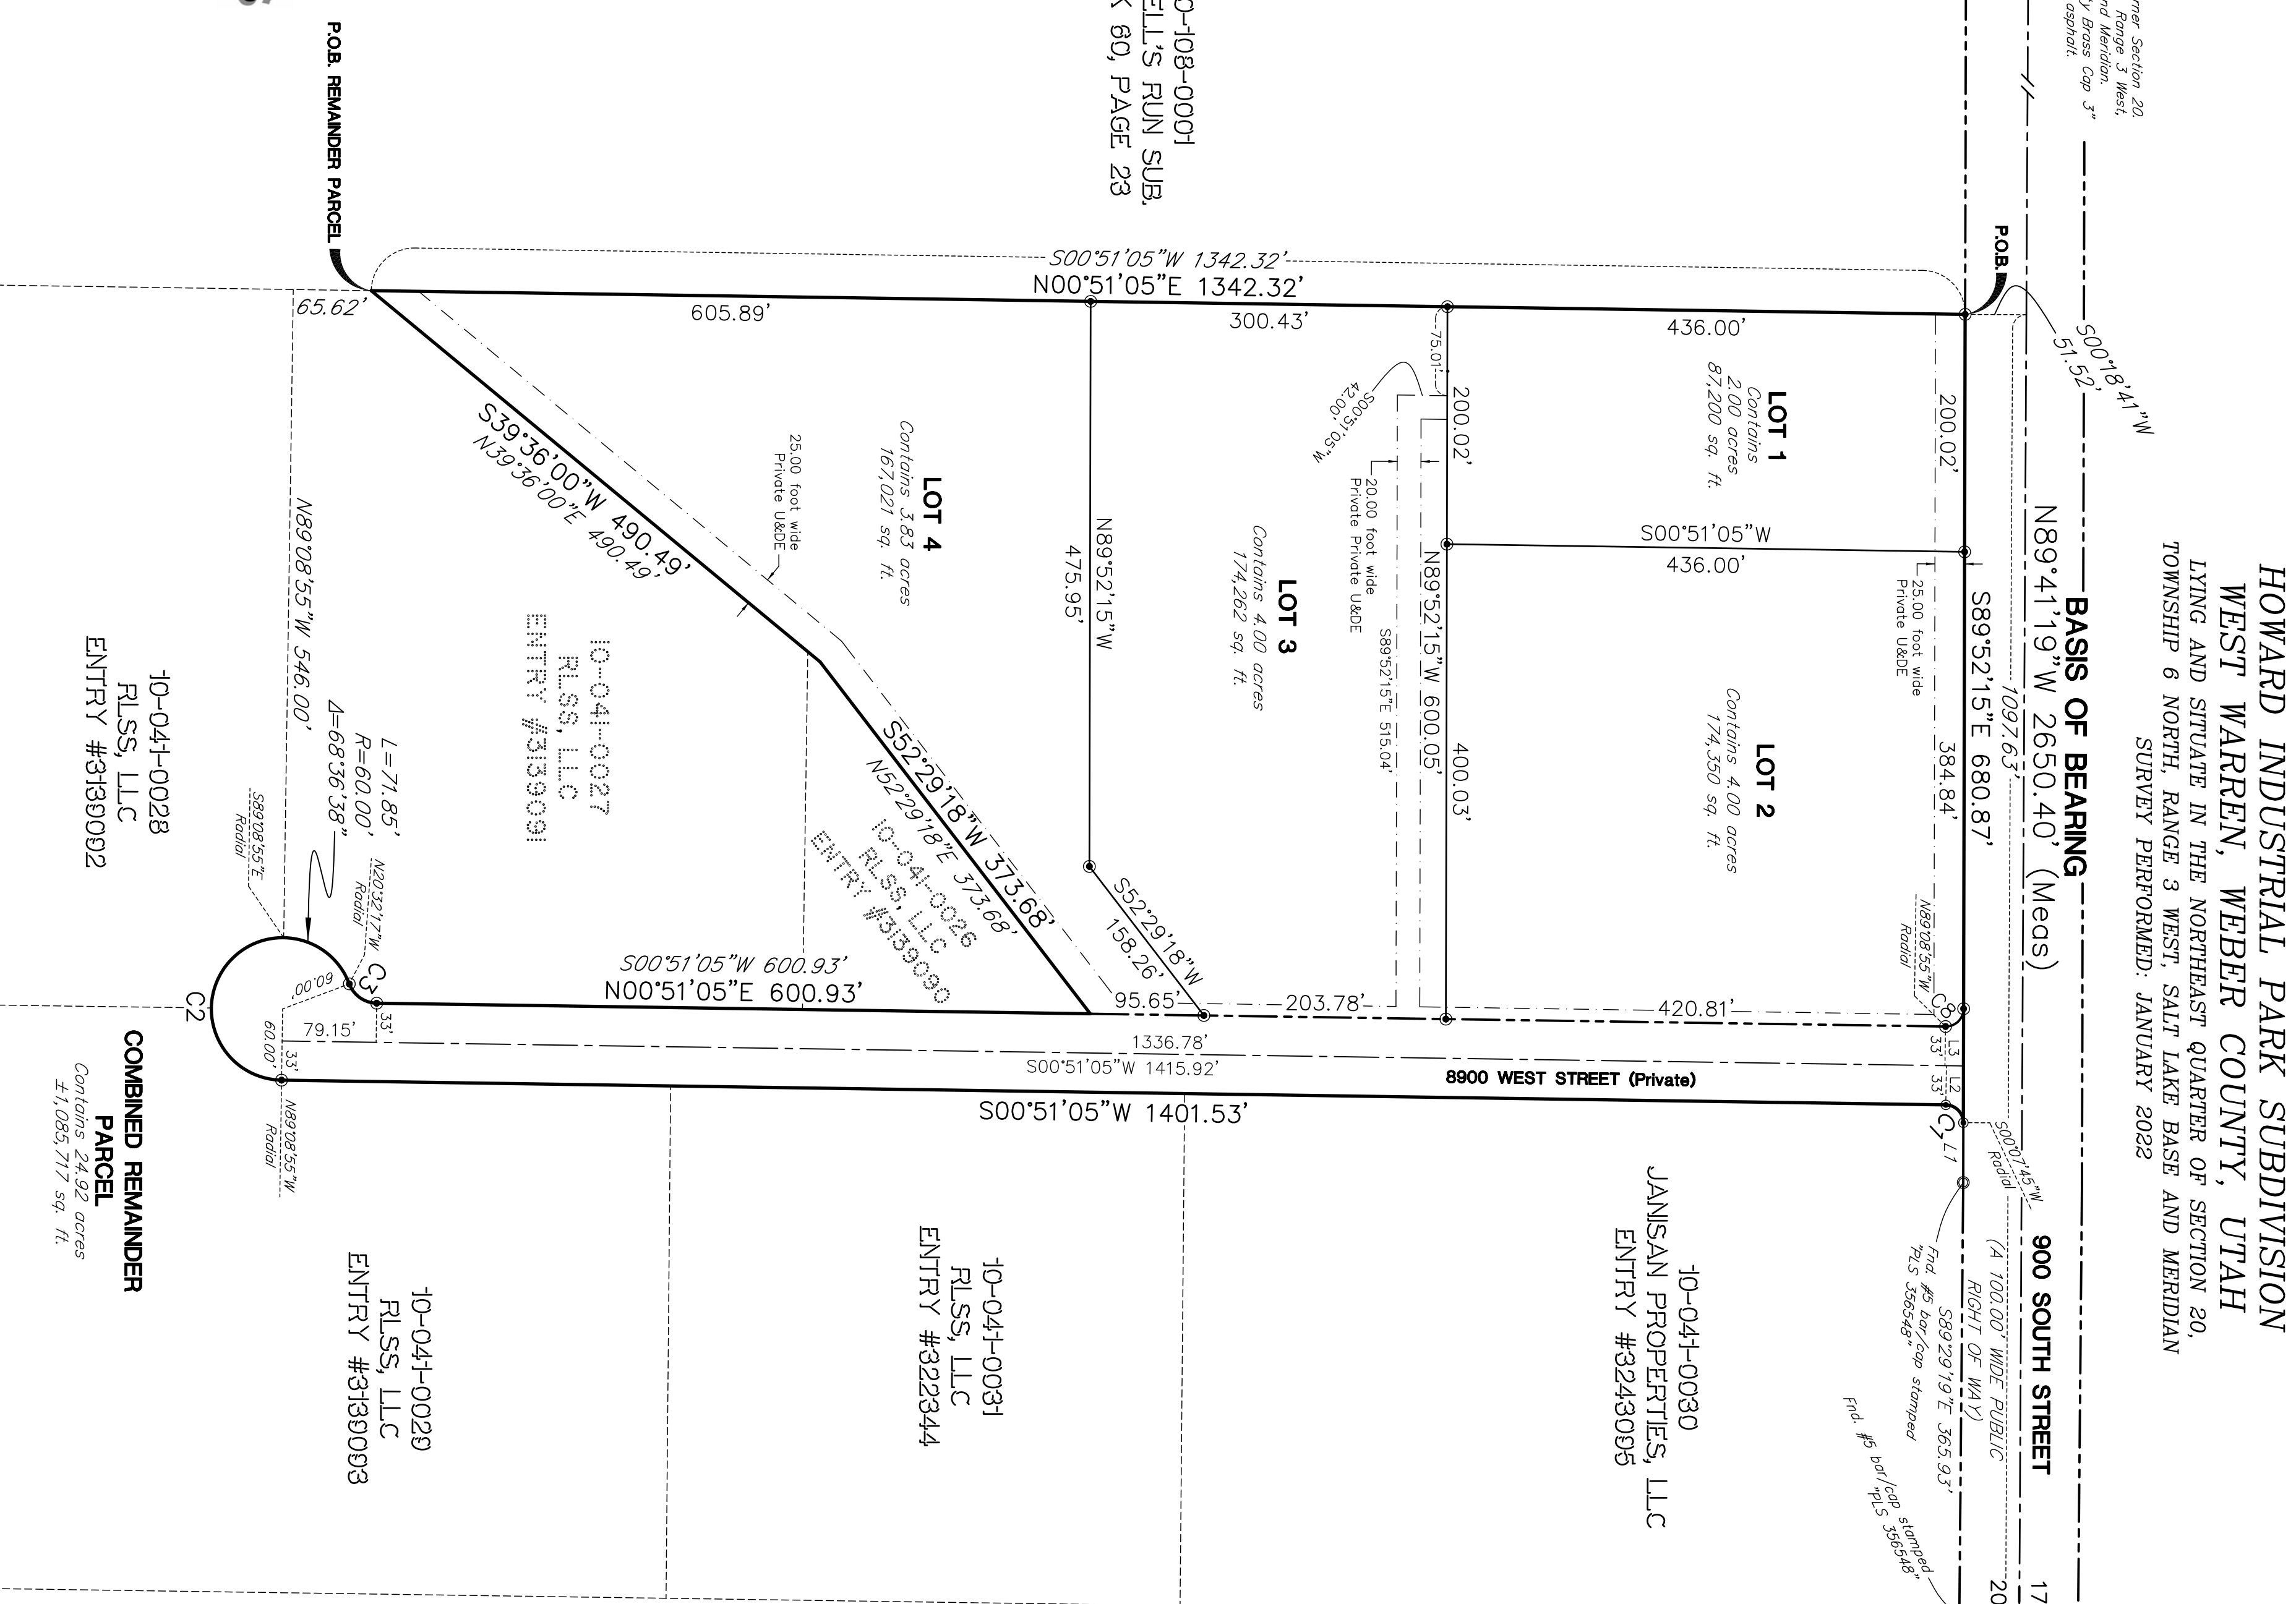 HOWARD INDUSTRIAL PARK SUBDIVISION
WEST WARREN, WEBER COUNTY, UTAH
LYING AND SITUATE IN THE NORTHEAST QUARTER OF SECTION 20,
TOWNSHIP 6 NORTH, RANGE 3 WEST, SALT LAKE BASE AND MERIDIAN
SURVEY PERFORMED: JANUARY 2022
rner Section 20.
Range 3 West,
nd Meridian.
y Brass Cap 3"
asphalt.
BASIS OF BEARING
N89°41'19"W 2650.40' (Meas)
S00°18'41"W
51.52'
1097.63'
P.O.B.
900 SOUTH STREET
(A 100.00' WIDE PUBLIC
RIGHT OF WAY)
17
20
S00°07'45"W
Radial
S89°29'19"E 365.93'
Fnd. #5 bar/cap stamped
"PLS 356548"
Fnd. #5 bar/cap stamped
"PLS 356548"
S89°52'15"E 680.87'
200.02'
384.84'
25.00 foot wide
Private U&DE
N89°08'55"W
Radial
C8
L3
L2
33'
33'
C7
L1
LOT 1
Contains
2.00 acres
87,200 sq. ft.
436.00'
S00°51'05"W
436.00'
LOT 2
Contains 4.00 acres
174,350 sq. ft.
420.81'
200.02'
400.03'
N89°52'15"W 600.05'
75.01'
S00°51'05"W
42.00'
20.00 foot wide
Private Private U&DE
S89°52'15"E 515.04'
LOT 3
Contains 4.00 acres
174,262 sq. ft.
300.43'
203.78'
S00°51'05"W 1342.32'
N00°51'05"E 1342.32'
N89°52'15"W
475.95'
S52°29'18"W
158.26'
95.65'
LOT 4
Contains 3.83 acres
167,021 sq. ft.
605.89'
25.00 foot wide
Private U&DE
S39°36'00"W 490.49'
N39°36'00"E 490.49'
S52°29'18"W 373.68'
N52°29'18"E 373.68'
10-041-0026
RLSS, LLC
ENTRY #3139090
10-041-0027
RLSS, LLC
ENTRY #3139091
S00°51'05"W 600.93'
N00°51'05"E 600.93'
1336.78'
S00°51'05"W 1415.92'
8900 WEST STREET (Private)
S00°51'05"W 1401.53'
0-108-0001
ELL'S RUN SUB.
K 60, PAGE 23
P.O.B. REMAINDER PARCEL
65.62'
N89°08'55"W 546.00'
L=71.85'
R=60.00'
Δ=68°36'38"
N20°32'17"W
Radial
C3
33'
79.15'
60.00'
60.00'
33'
S89°08'55"E
Radial
C2
N89°08'55"W
Radial
10-041-0028
RLSS, LLC
ENTRY #3139092
COMBINED REMAINDER
PARCEL
Contains 24.92 acres
±1,085,717 sq. ft.
10-041-0029
RLSS, LLC
ENTRY #3139093
10-041-0031
RLSS, LLC
ENTRY #3222344
10-041-0030
JANISAN PROPERTIES, LLC
ENTRY #3243095